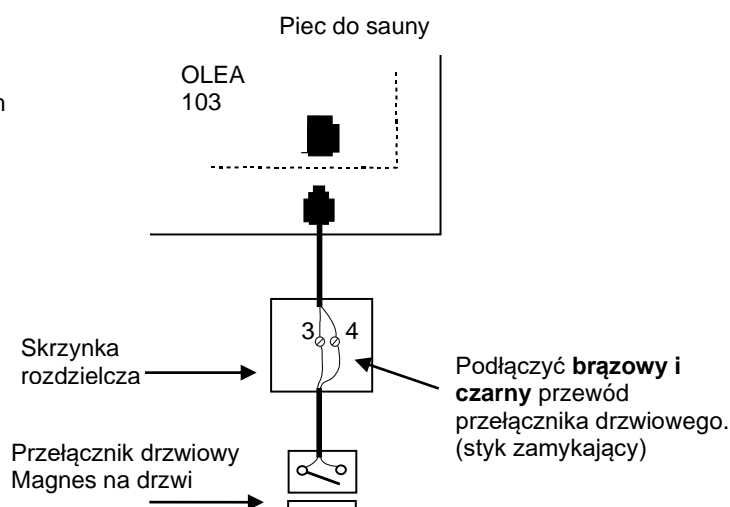 Piec do sauny
OLEA
103
3 4
Skrzynka
rozdzielcza
Podłączyć brązowy i
czarny przewód
przełącznika drzwiowego.
(styk zamykający)
Przełącznik drzwiowy
Magnes na drzwi